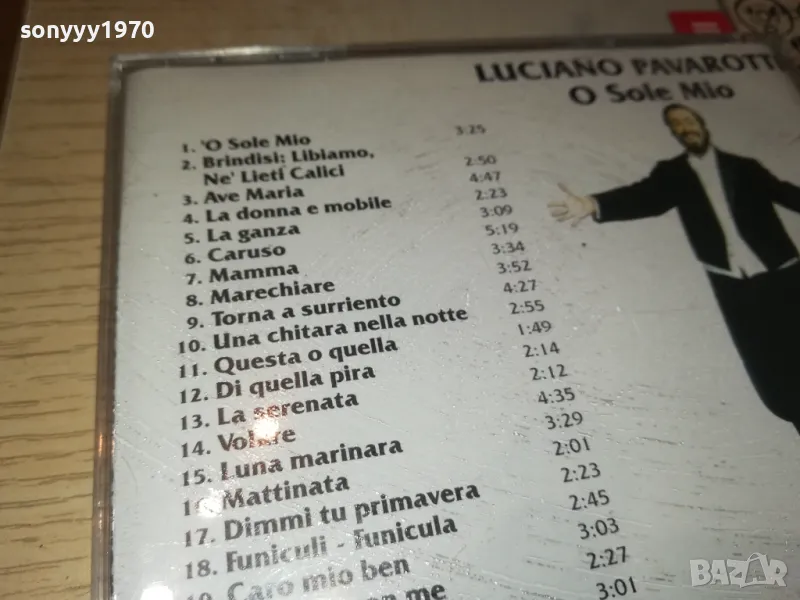 sonyyy1970
LUCIANO PAVAROTTI
O Sole Mio
1. 'O Sole Mio 3:25
2. Brindisi: Libiamo,
Ne' Lieti Calici 2:50
3. Ave Maria 4:47
4. La donna e mobile 2:23
5. La ganza 3:09
6. Caruso 5:19
7. Mamma 3:34
8. Marechiare 3:52
9. Torna a surriento 4:27
10. Una chitara nella notte 2:55
11. Questa o quella 1:49
12. Di quella pira 2:14
13. La serenata 2:12
14. Volare 4:35
15. Luna marinara 3:29
16. Mattinata 2:01
17. Dimmi tu primavera 2:23
18. Funiculi - Funicula 2:45
19. Caro mio ben 3:03
me 2:27
3:01
BAZAR